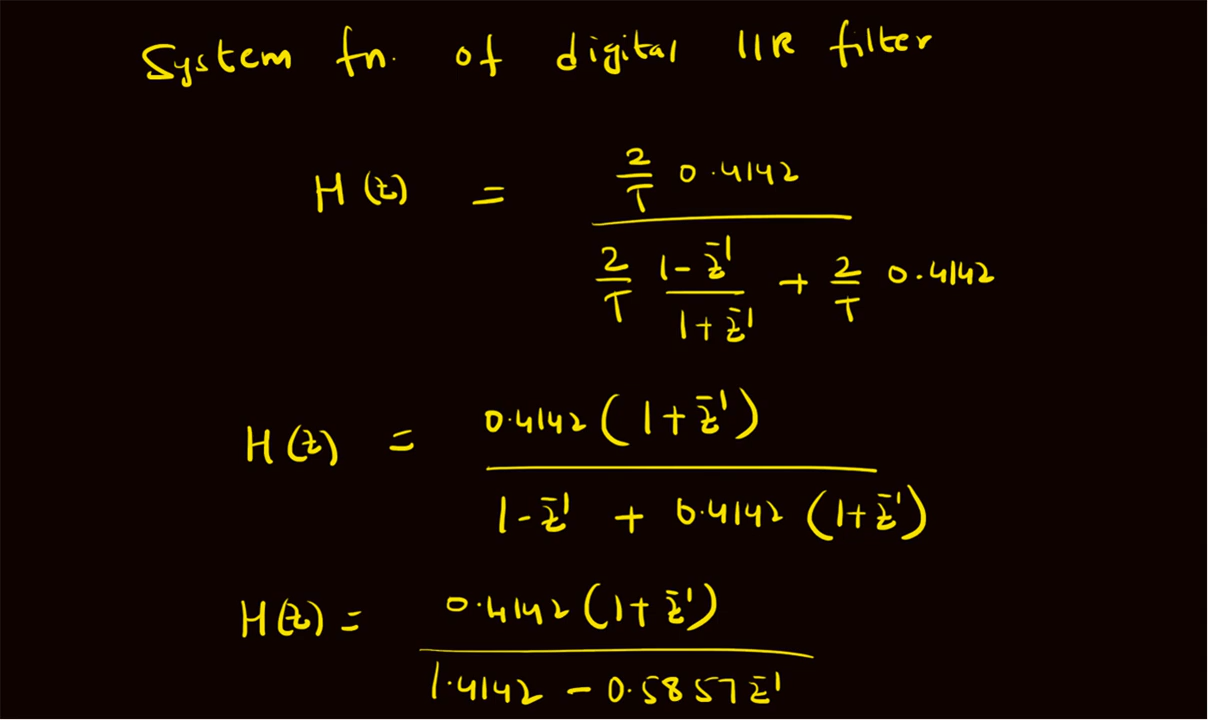 System fn. of digital IIR filter
H(z) = (2/T 0.4142) / (2/T (1 - z⁻¹)/(1 + z⁻¹) + 2/T 0.4142)
H(z) = 0.4142 (1 + z⁻¹) / (1 - z⁻¹ + 0.4142 (1 + z⁻¹))
H(z) = 0.4142 (1 + z⁻¹) / (1.4142 - 0.5857 z⁻¹)